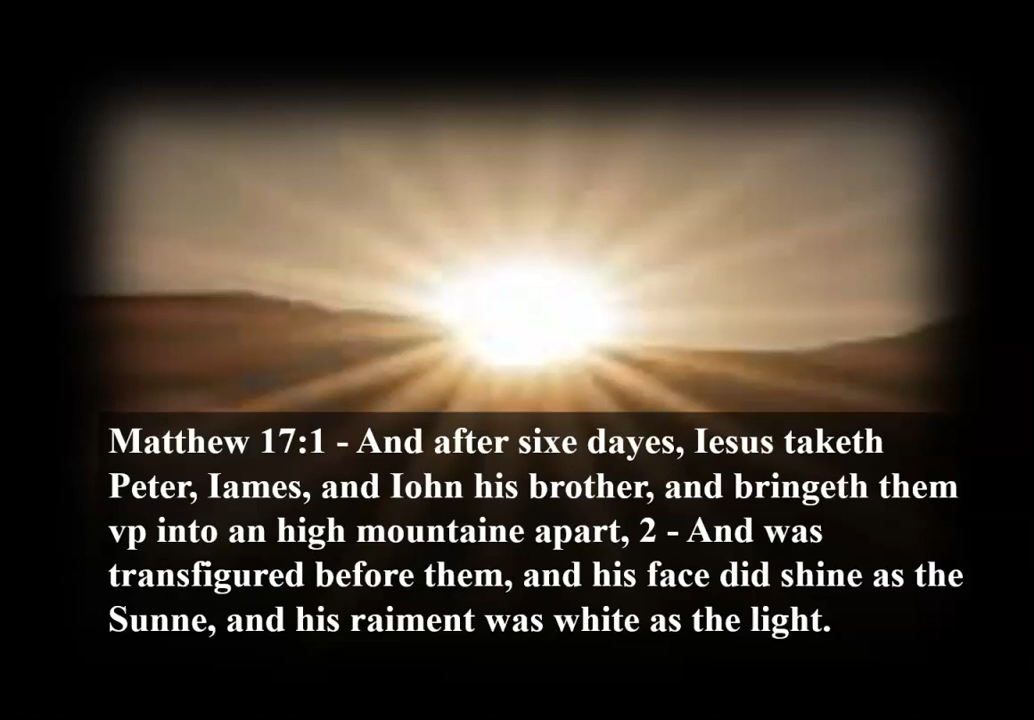 Matthew 17:1 - And after sixe dayes, Iesus taketh
Peter, Iames, and Iohn his brother, and bringeth them
vp into an high mountaine apart, 2 - And was
transfigured before them, and his face did shine as the
Sunne, and his raiment was white as the light.